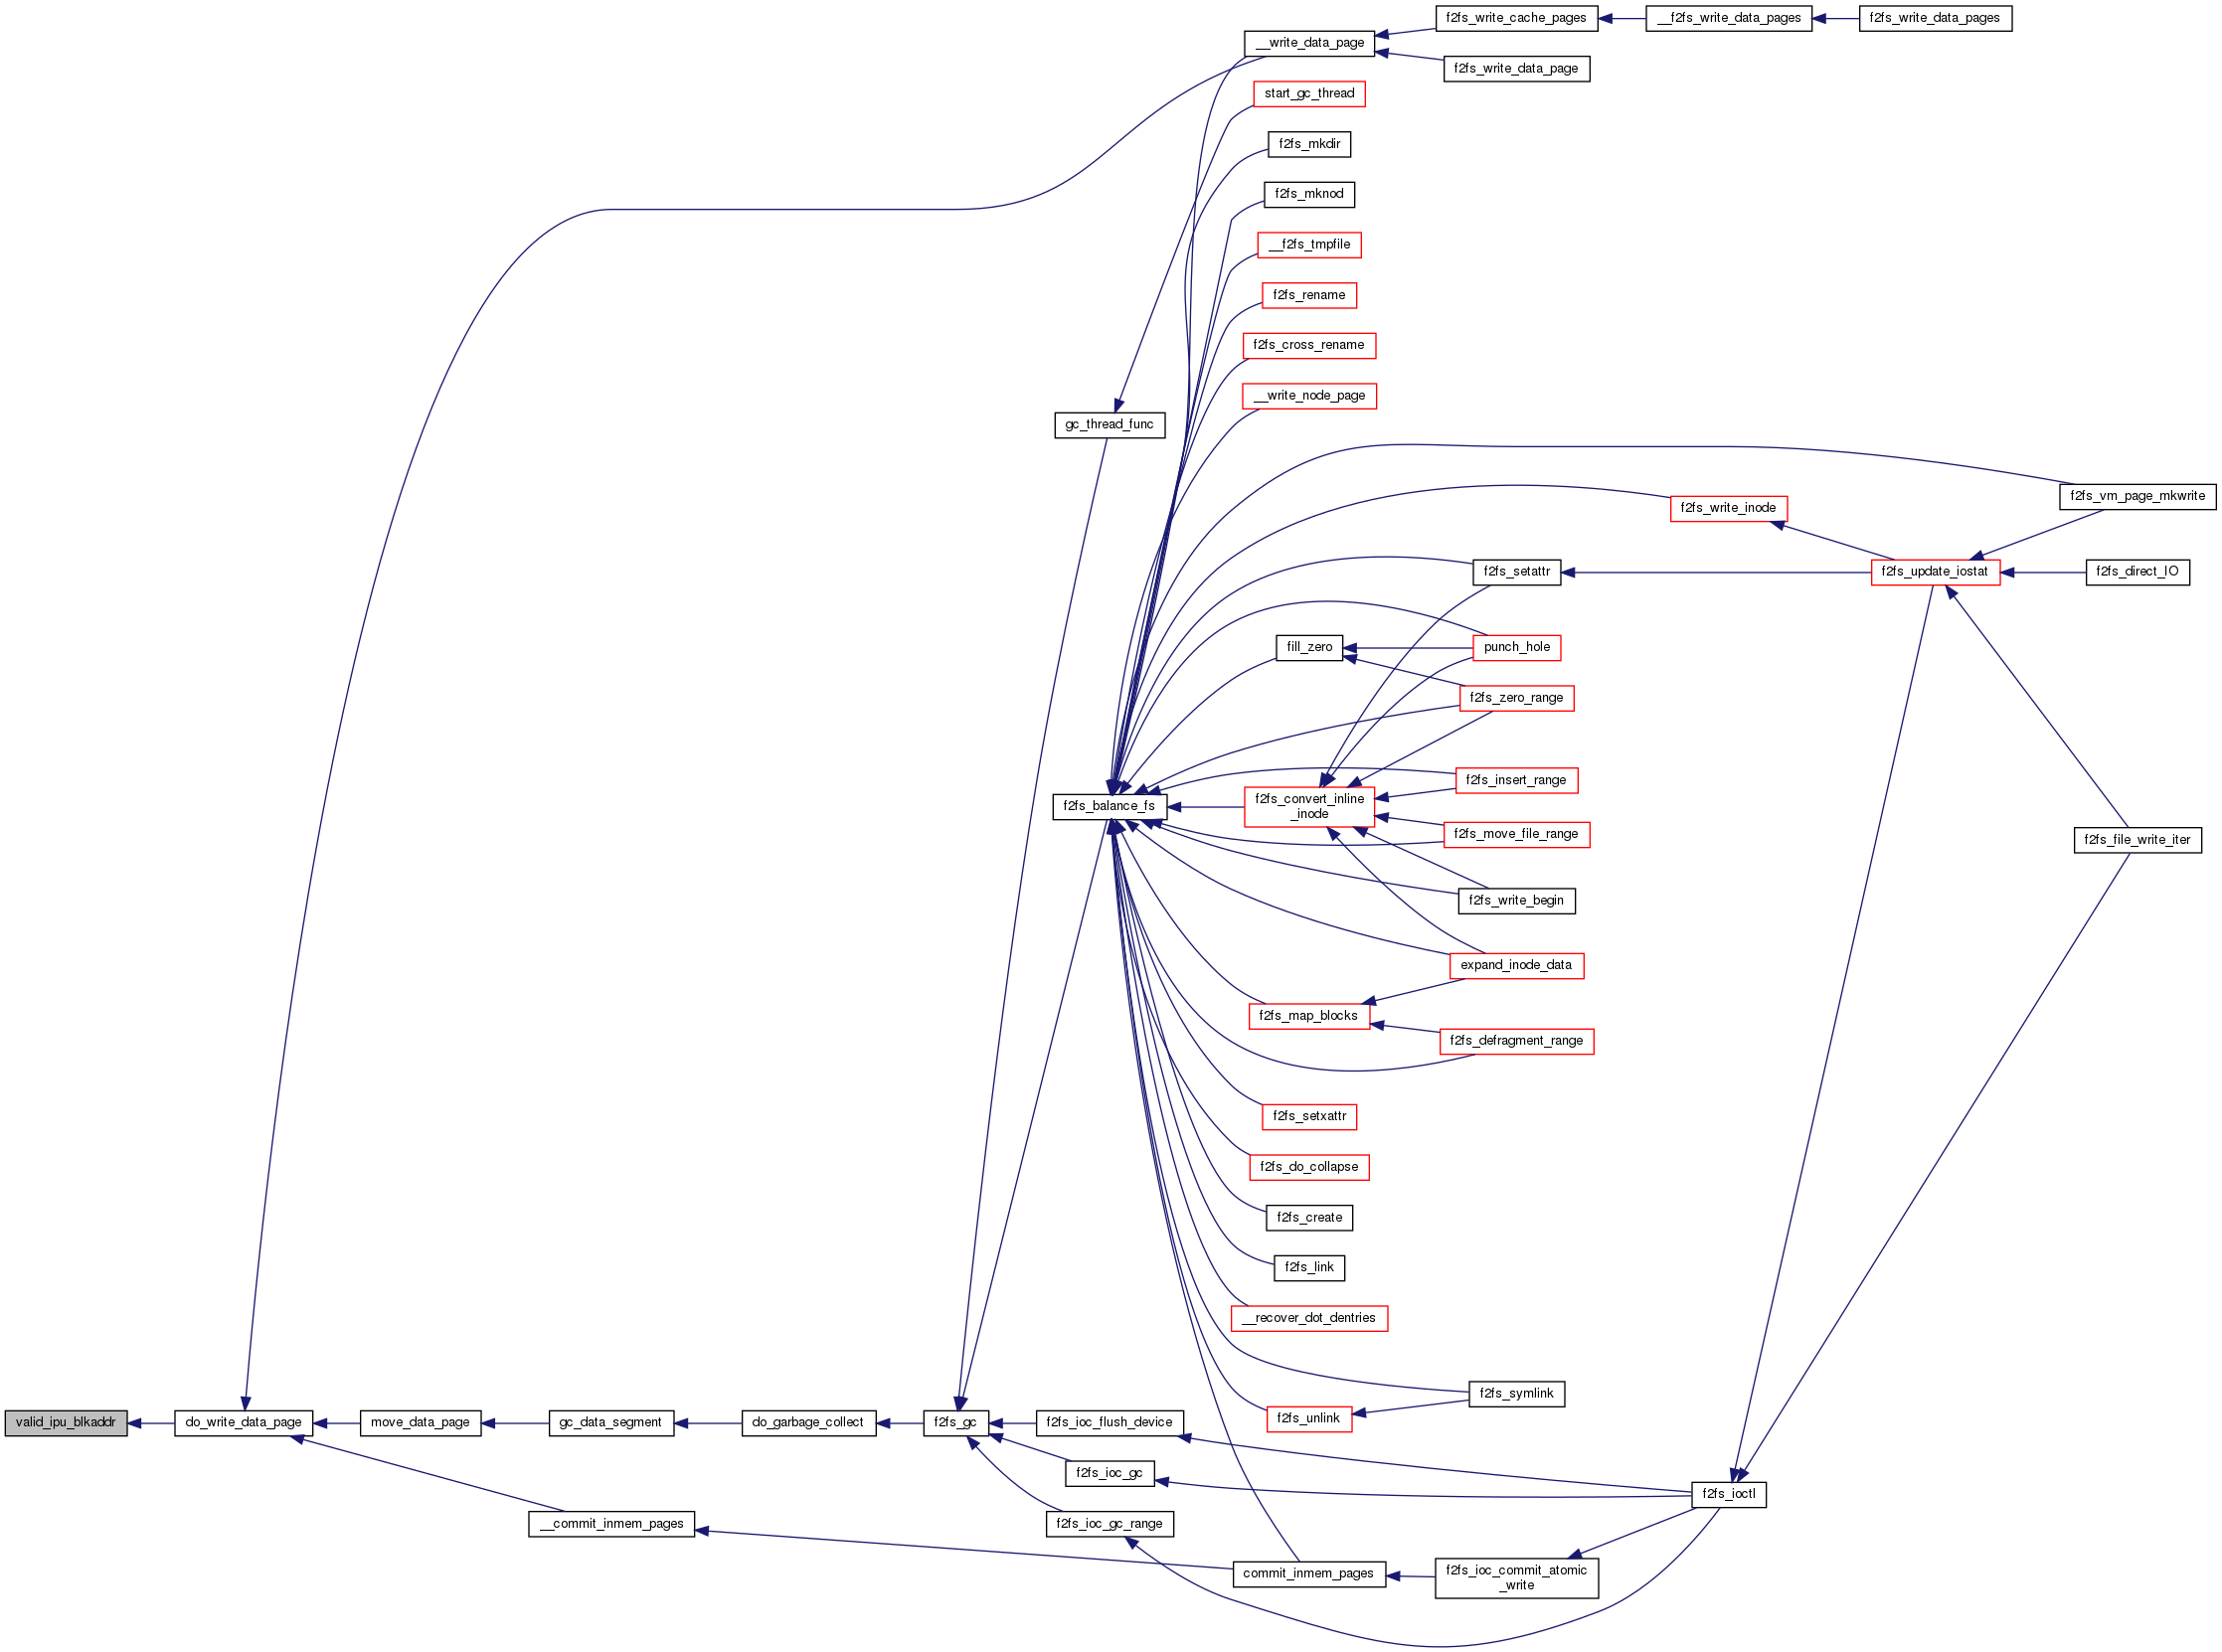 f2fs_write_cache_pages
__f2fs_write_data_pages
f2fs_write_data_pages
__write_data_page
f2fs_write_data_page
start_gc_thread
f2fs_mkdir
f2fs_mknod
__f2fs_tmpfile
f2fs_rename
f2fs_cross_rename
__write_node_page
gc_thread_func
f2fs_vm_page_mkwrite
f2fs_write_inode
f2fs_setattr
f2fs_update_iostat
f2fs_direct_IO
fill_zero
punch_hole
f2fs_zero_range
f2fs_insert_range
f2fs_balance_fs
f2fs_convert_inline
_inode
f2fs_move_file_range
f2fs_file_write_iter
f2fs_write_begin
expand_inode_data
f2fs_map_blocks
f2fs_defragment_range
f2fs_setxattr
f2fs_do_collapse
f2fs_create
f2fs_link
__recover_dot_dentries
f2fs_symlink
f2fs_unlink
valid_ipu_blkaddr
do_write_data_page
move_data_page
gc_data_segment
do_garbage_collect
f2fs_gc
f2fs_ioc_flush_device
f2fs_ioc_gc
f2fs_ioctl
__commit_inmem_pages
f2fs_ioc_gc_range
commit_inmem_pages
f2fs_ioc_commit_atomic
_write